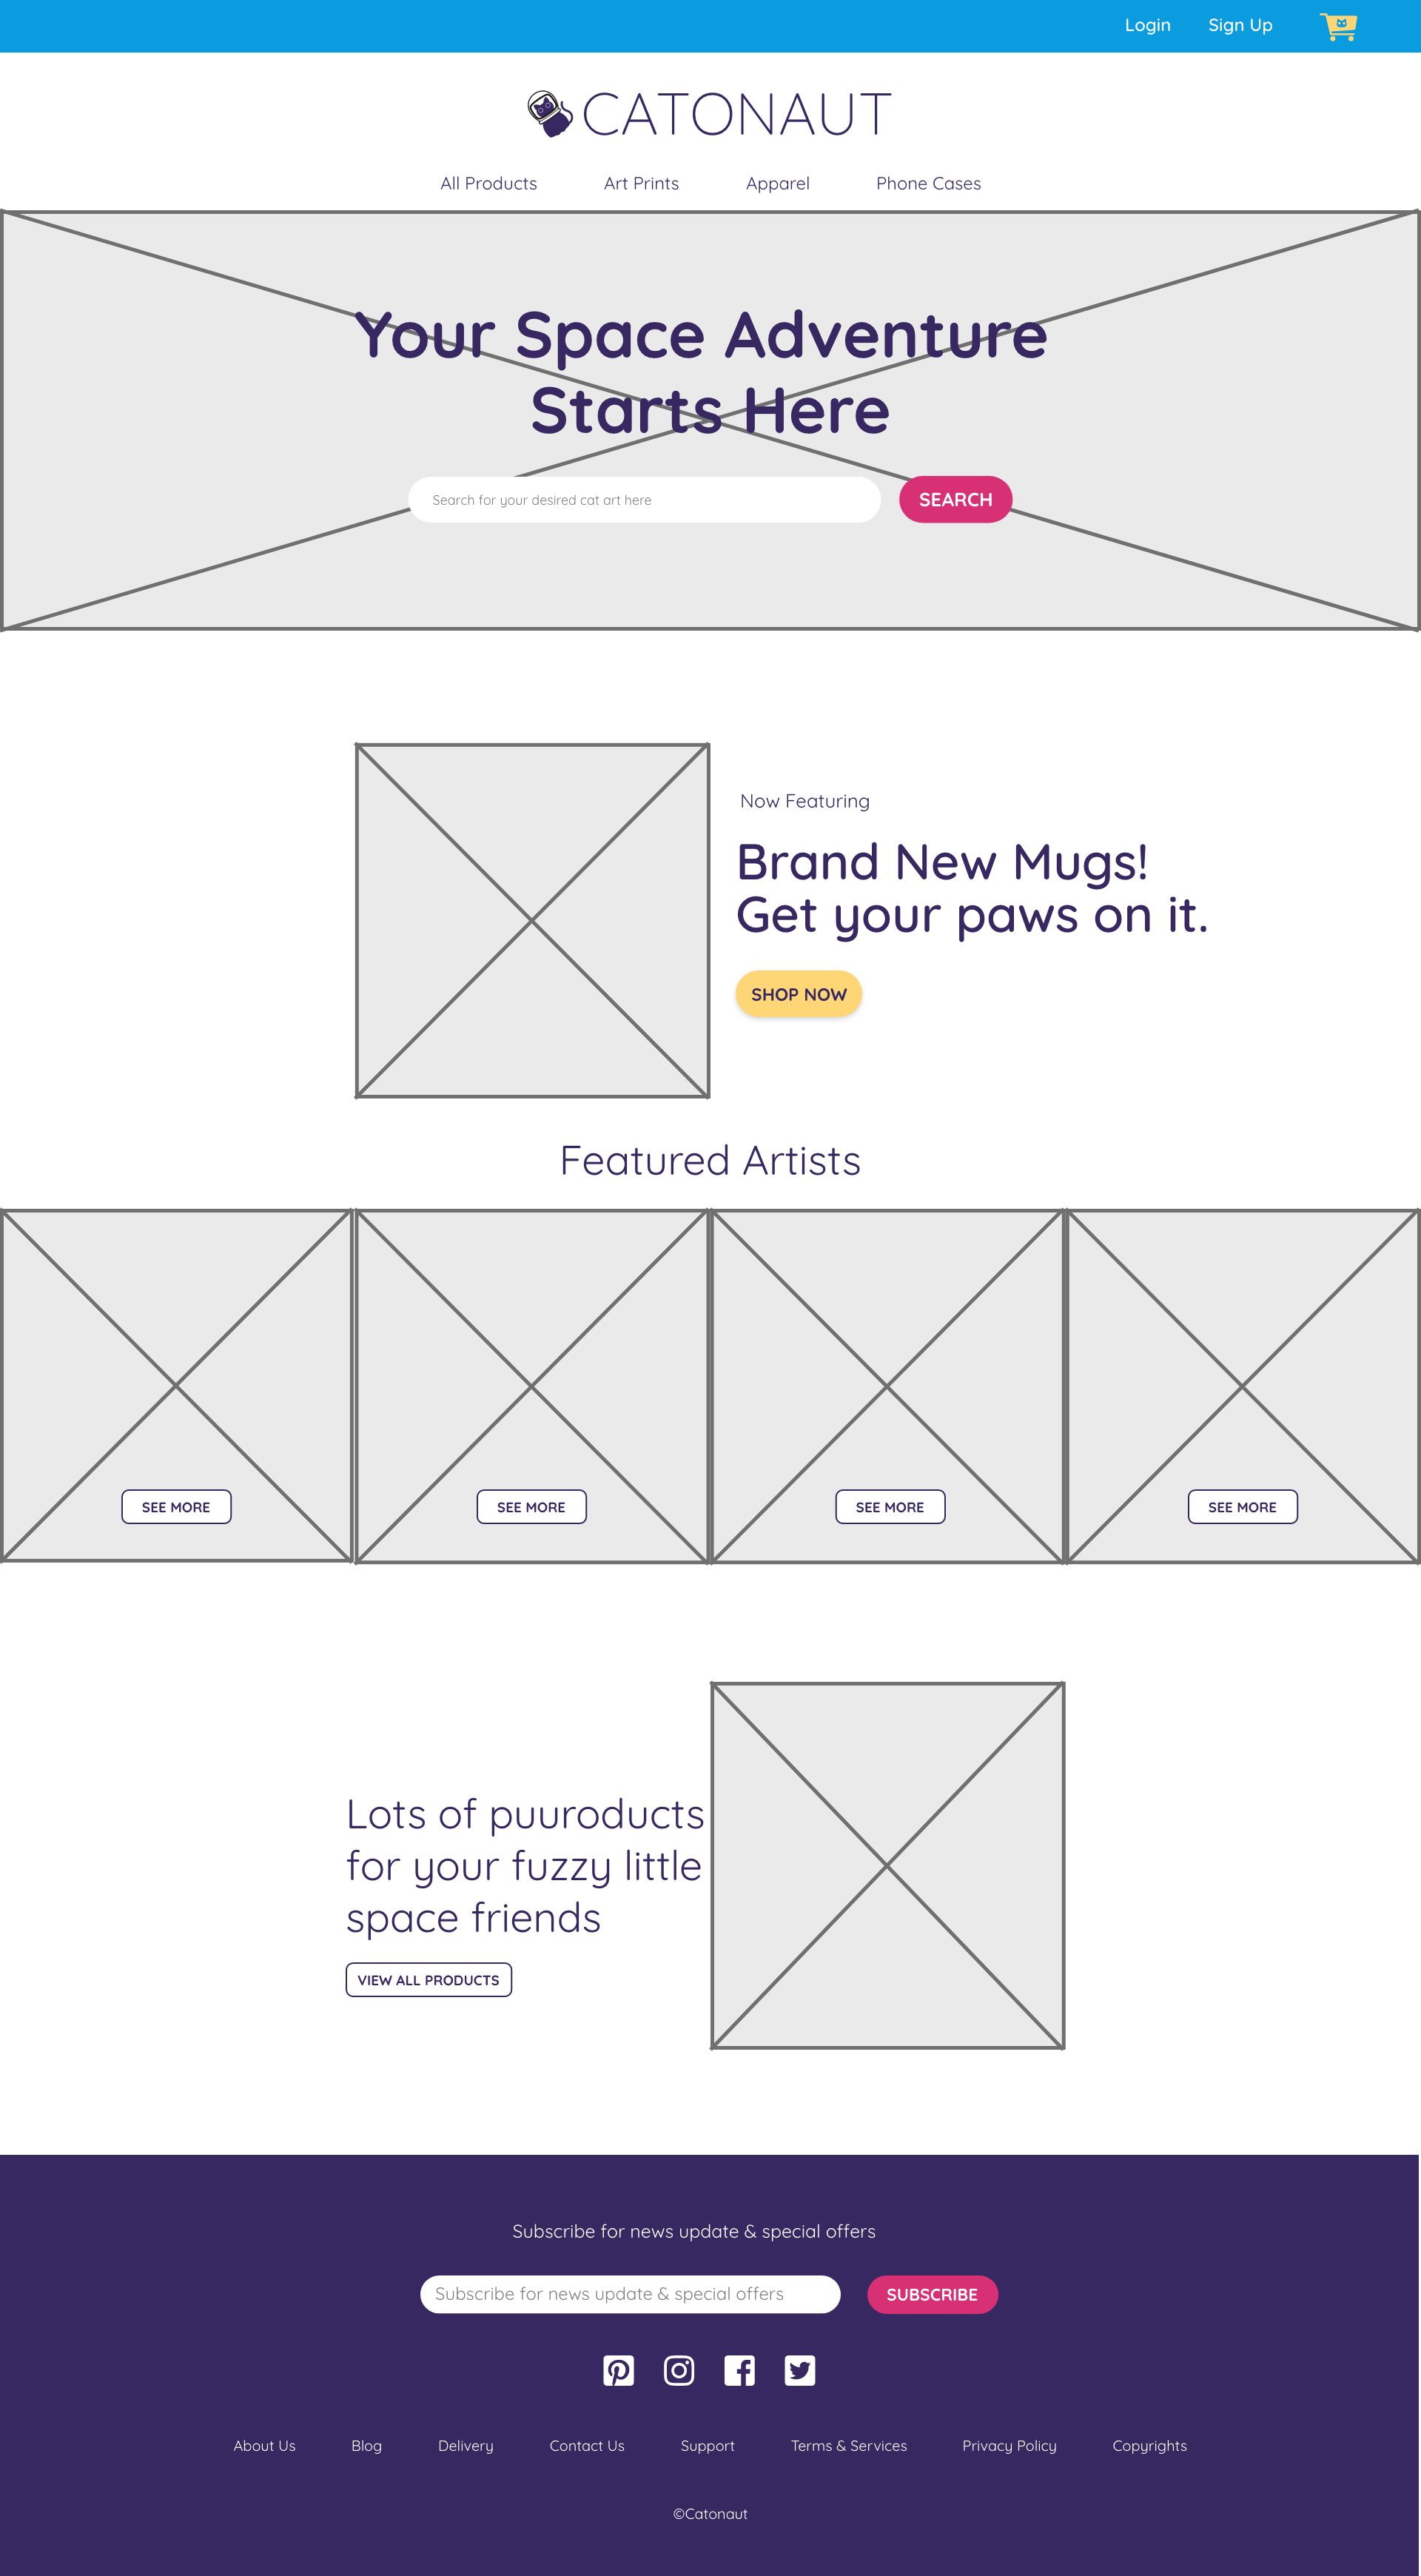 Login Sign Up
CATONAUT
All Products Art Prints Apparel Phone Cases
Your Space Adventure
Starts Here
Search for your desired cat art here
SEARCH
Now Featuring
Brand New Mugs!
Get your paws on it.
SHOP NOW
Featured Artists
SEE MORE SEE MORE SEE MORE SEE MORE
Lots of puuroducts
for your fuzzy little
space friends
VIEW ALL PRODUCTS
Subscribe for news update & special offers
Subscribe for news update & special offers
SUBSCRIBE
About Us Blog Delivery Contact Us Support Terms & Services Privacy Policy Copyrights
©Catonaut